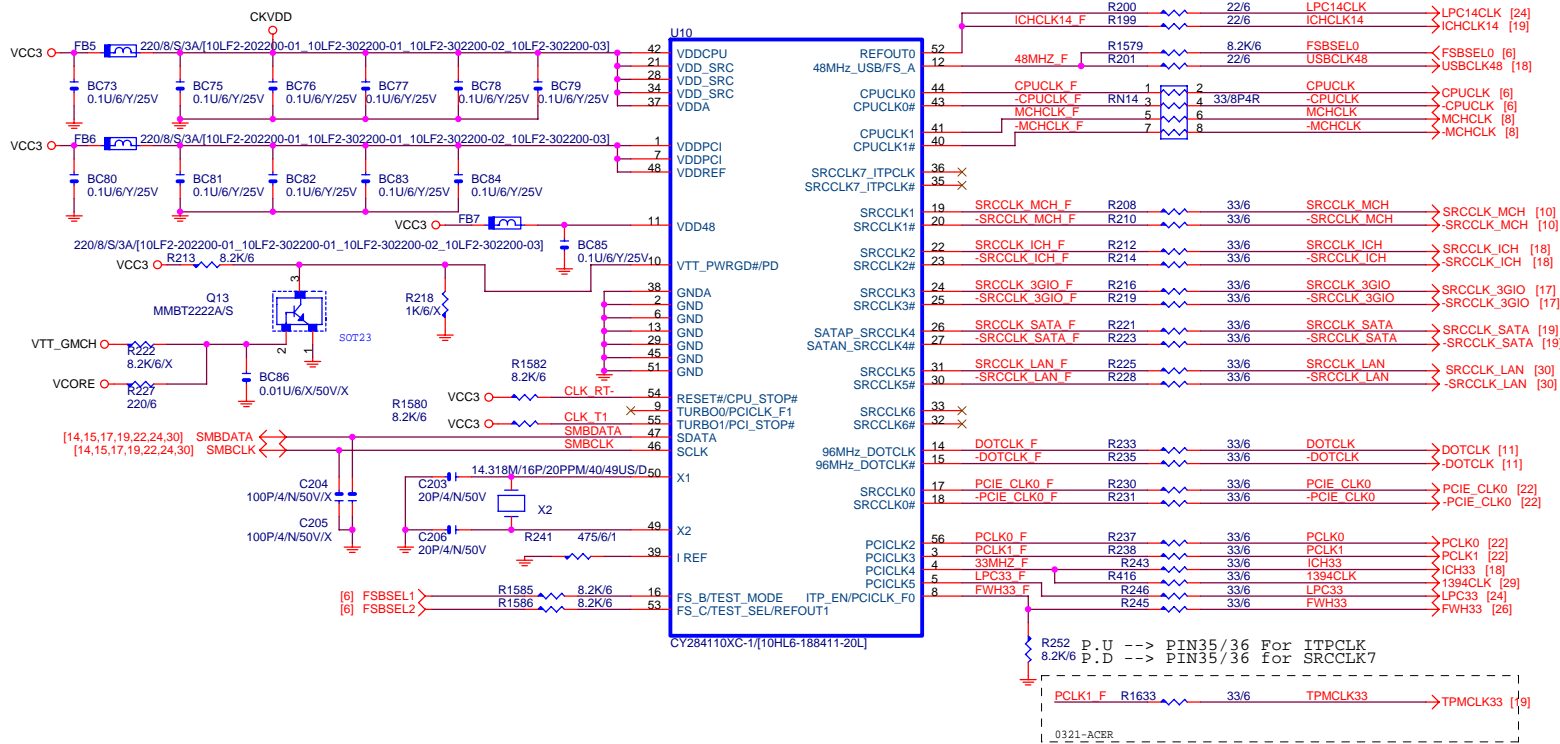 CKVDD
VCC3 FB5 220/8/S/3A/[10LF2-202200-01_10LF2-302200-01_10LF2-302200-02_10LF2-302200-03]
BC73 0.1U/6/Y/25V
BC75 0.1U/6/Y/25V
BC76 0.1U/6/Y/25V
BC77 0.1U/6/Y/25V
BC78 0.1U/6/Y/25V
BC79 0.1U/6/Y/25V
VCC3 FB6 220/8/S/3A/[10LF2-202200-01_10LF2-302200-01_10LF2-302200-02_10LF2-302200-03]
BC80 0.1U/6/Y/25V
BC81 0.1U/6/Y/25V
BC82 0.1U/6/Y/25V
BC83 0.1U/6/Y/25V
BC84 0.1U/6/Y/25V
VCC3 FB7
220/8/S/3A/[10LF2-202200-01_10LF2-302200-01_10LF2-302200-02_10LF2-302200-03]
BC85 0.1U/6/Y/25V
VCC3 R213 8.2K/6
Q13
MMBT2222A/S
3
2
1
SOT23
R218
1K/6/X
VTT_GMCH R222 8.2K/6/X
VCORE R227 220/6
BC86
0.01U/6/X/50V/X
R1582
8.2K/6
VCC3 CLK_RT-
R1580
8.2K/6
VCC3 CLK_T1
[14,15,17,19,22,24,30] SMBDATA SMBDATA
[14,15,17,19,22,24,30] SMBCLK SMBCLK
C204
100P/4/N/50V/X
C205
100P/4/N/50V/X
14.318M/16P/20PPM/40/49US/D
C203
20P/4/N/50V
X2
C206
20P/4/N/50V
R241 475/6/1
[6] FSBSEL1 R1585 8.2K/6
[6] FSBSEL2 R1586 8.2K/6
U10
42 VDDCPU
21 VDD_SRC
28 VDD_SRC
34 VDD_SRC
37 VDDA
1 VDDPCI
7 VDDPCI
48 VDDREF
11 VDD48
10 VTT_PWRGD#/PD
38 GNDA
2 GND
6 GND
13 GND
29 GND
45 GND
51 GND
54 RESET#/CPU_STOP#
9 TURBO0/PCICLK_F1
55 TURBO1/PCI_STOP#
47 SDATA
46 SCLK
50 X1
49 X2
39 I REF
16 FS_B/TEST_MODE
53 FS_C/TEST_SEL/REFOUT1
CY284110XC-1/[10HL6-188411-20L]
R200 22/6 LPC14CLK LPC14CLK [24]
REFOUT0 52 ICHCLK14_F R199 22/6 ICHCLK14 ICHCLK14 [19]
R1579 8.2K/6 FSBSEL0 FSBSEL0 [6]
48MHz_USB/FS_A 12 48MHZ_F R201 22/6 USBCLK48 USBCLK48 [18]
CPUCLK0 44 CPUCLK_F 1 2 CPUCLK CPUCLK [6]
CPUCLK0# 43 -CPUCLK_F RN14 3 4 33/8P4R -CPUCLK -CPUCLK [6]
CPUCLK1 41 MCHCLK_F 5 6 MCHCLK MCHCLK [8]
CPUCLK1# 40 -MCHCLK_F 7 8 -MCHCLK -MCHCLK [8]
SRCCLK7_ITPCLK 36
SRCCLK7_ITPCLK# 35
SRCCLK1 19 SRCCLK_MCH_F R208 33/6 SRCCLK_MCH SRCCLK_MCH [10]
SRCCLK1# 20 -SRCCLK_MCH_F R210 33/6 -SRCCLK_MCH -SRCCLK_MCH [10]
SRCCLK2 22 SRCCLK_ICH_F R212 33/6 SRCCLK_ICH SRCCLK_ICH [18]
SRCCLK2# 23 -SRCCLK_ICH_F R214 33/6 -SRCCLK_ICH -SRCCLK_ICH [18]
SRCCLK3 24 SRCCLK_3GIO_F R216 33/6 SRCCLK_3GIO SRCCLK_3GIO [17]
SRCCLK3# 25 -SRCCLK_3GIO_F R219 33/6 -SRCCLK_3GIO -SRCCLK_3GIO [17]
SATAP_SRCCLK4 26 SRCCLK_SATA_F R221 33/6 SRCCLK_SATA SRCCLK_SATA [19]
SATAN_SRCCLK4# 27 -SRCCLK_SATA_F R223 33/6 -SRCCLK_SATA -SRCCLK_SATA [19]
SRCCLK5 31 SRCCLK_LAN_F R225 33/6 SRCCLK_LAN SRCCLK_LAN [30]
SRCCLK5# 30 -SRCCLK_LAN_F R228 33/6 -SRCCLK_LAN -SRCCLK_LAN [30]
SRCCLK6 33
SRCCLK6# 32
96MHz_DOTCLK 14 DOTCLK_F R233 33/6 DOTCLK DOTCLK [11]
96MHz_DOTCLK# 15 -DOTCLK_F R235 33/6 -DOTCLK -DOTCLK [11]
SRCCLK0 17 PCIE_CLK0_F R230 33/6 PCIE_CLK0 PCIE_CLK0 [22]
SRCCLK0# 18 -PCIE_CLK0_F R231 33/6 -PCIE_CLK0 -PCIE_CLK0 [22]
PCICLK2 56 PCLK0_F R237 33/6 PCLK0 PCLK0 [22]
PCICLK3 3 PCLK1_F R238 33/6 PCLK1 PCLK1 [22]
PCICLK4 4 33MHZ_F R243 33/6 ICH33 ICH33 [18]
R416 33/6 1394CLK 1394CLK [29]
PCICLK5 5 LPC33_F R246 33/6 LPC33 LPC33 [24]
ITP_EN/PCICLK_F0 8 FWH33_F R245 33/6 FWH33 FWH33 [26]
R252 8.2K/6
P.U --> PIN35/36 For ITPCLK
P.D --> PIN35/36 for SRCCLK7
PCLK1_F R1633 33/6 TPMCLK33 TPMCLK33 [19]
0321-ACER